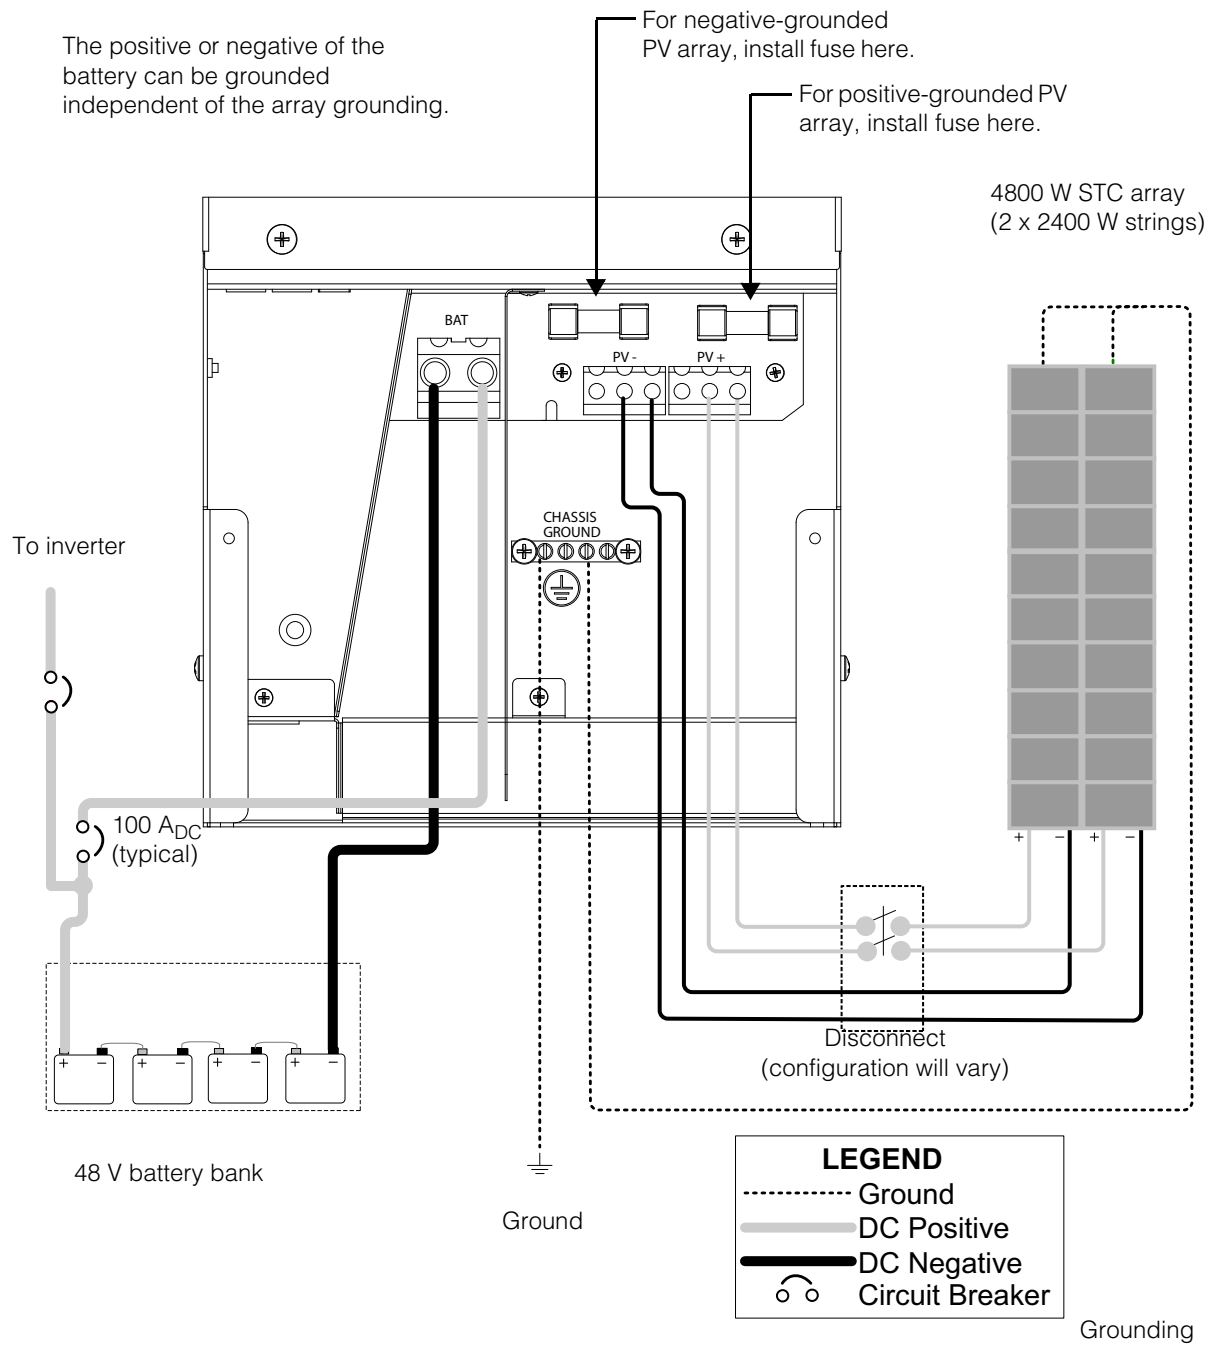 For negative-grounded
PV array, install fuse here.
The positive or negative of the
battery can be grounded
independent of the array grounding.
For positive-grounded PV
array, install fuse here.
4800 W STC array
(2 x 2400 W strings)
BAT
PV -
PV +
CHASSIS
GROUND
To inverter
100 ADC
(typical)
+ − + −
Disconnect
(configuration will vary)
+ − + − + − + −
48 V battery bank
Ground
LEGEND
Ground
DC Positive
DC Negative
Circuit Breaker
Grounding